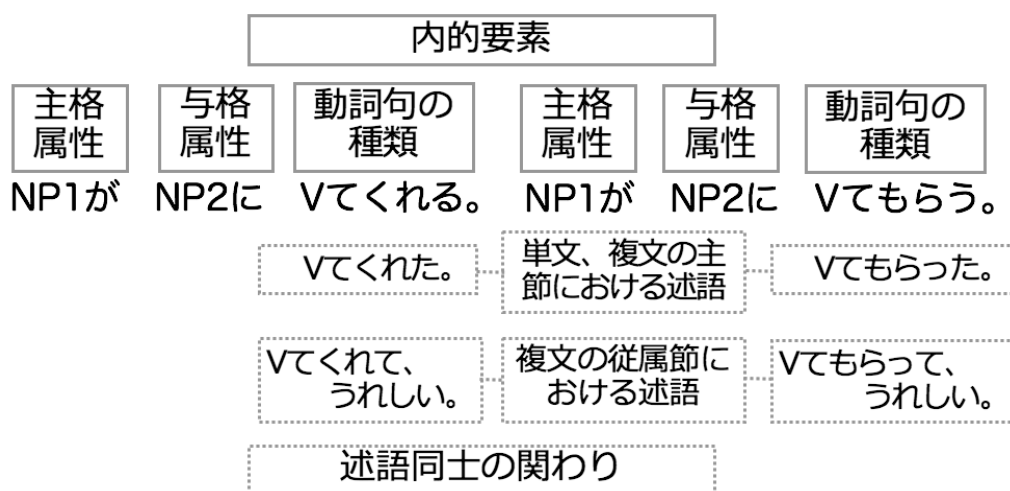 内的要素
主格
属性
与格
属性
動詞句の
種類
主格
属性
与格
属性
動詞句の
種類
NP1が NP2に Vてくれる。 NP1が NP2に Vてもらう。
Vてくれた。
単文、複文の主
節における述語
Vてもらった。
Vてくれて、
うれしい。
複文の従属節に
おける述語
Vてもらって、
うれしい。
述語同士の関わり